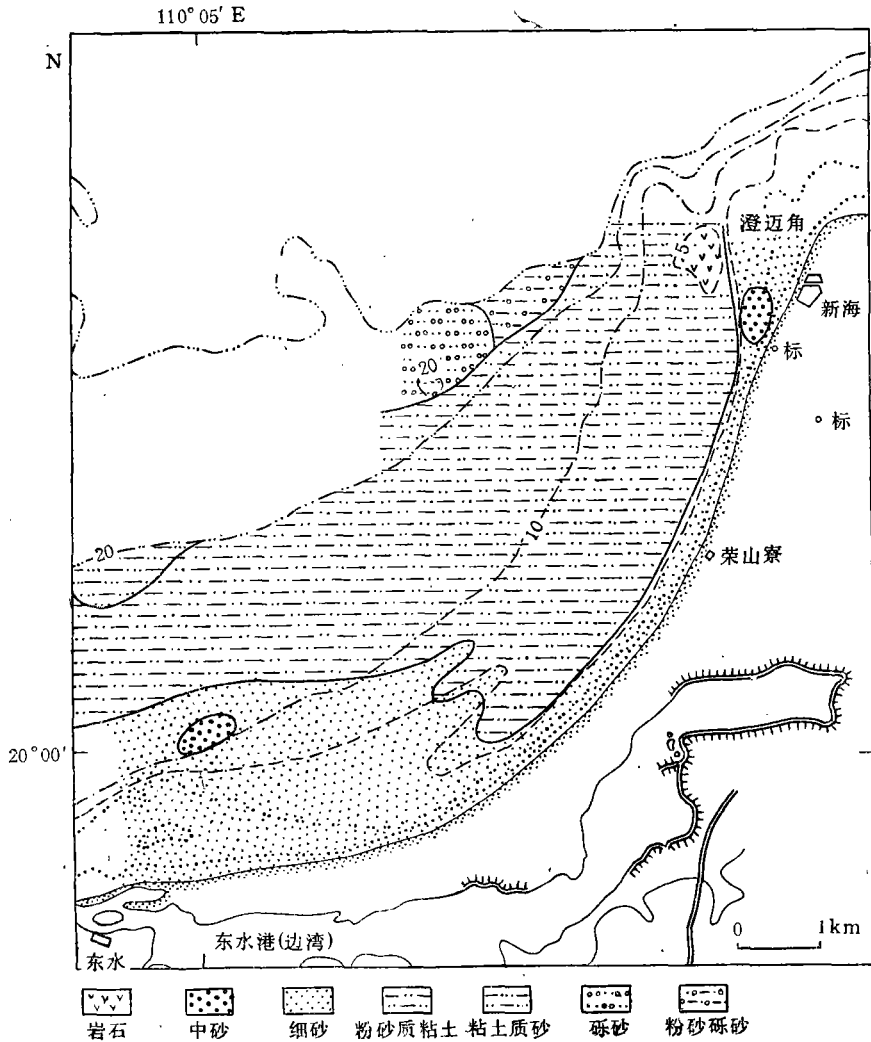 110° 05′ E
N
澄迈角
5
新海
标
20
标
10
20
荣山寮
20° 00′
0 1km
东水港(边湾)
东水
岩石 中砂 细砂 粉砂质粘土 粘土质砂 砾砂 粉砂砾砂